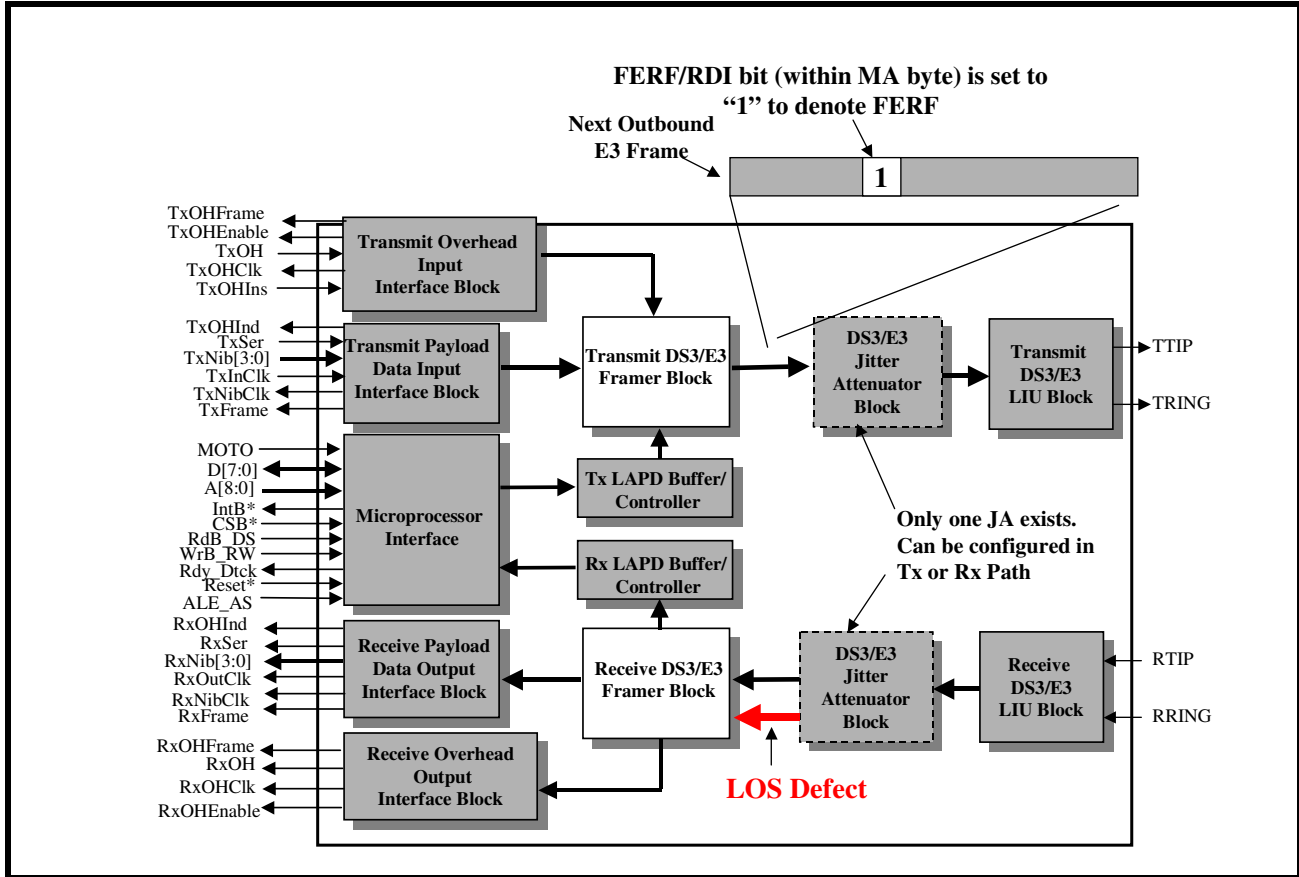 FERF/RDI bit (within MA byte) is set to
“1” to denote FERF
Next Outbound
E3 Frame
1
TxOHFrame
TxOHEnable
TxOH
TxOHClk
TxOHIns
Transmit Overhead
Input
Interface Block
TxOHInd
TxSer
TxNib[3:0]
TxInClk
TxNibClk
TxFrame
Transmit Payload
Data Input
Interface Block
Transmit DS3/E3
Framer Block
DS3/E3
Jitter
Attenuator
Block
Transmit
DS3/E3
LIU Block
TTIP
TRING
MOTO
D[7:0]
A[8:0]
IntB*
CSB*
RdB_DS
WrB_RW
Rdy_Dtck
Reset*
ALE_AS
Microprocessor
Interface
Tx LAPD Buffer/
Controller
Rx LAPD Buffer/
Controller
Only one JA exists.
Can be configured in
Tx or Rx Path
RxOHInd
RxSer
RxNib[3:0]
RxOutClk
RxNibClk
RxFrame
Receive Payload
Data Output
Interface Block
Receive DS3/E3
Framer Block
DS3/E3
Jitter
Attenuator
Block
Receive
DS3/E3
LIU Block
RTIP
RRING
RxOHFrame
RxOH
RxOHClk
RxOHEnable
Receive Overhead
Output
Interface Block
LOS Defect